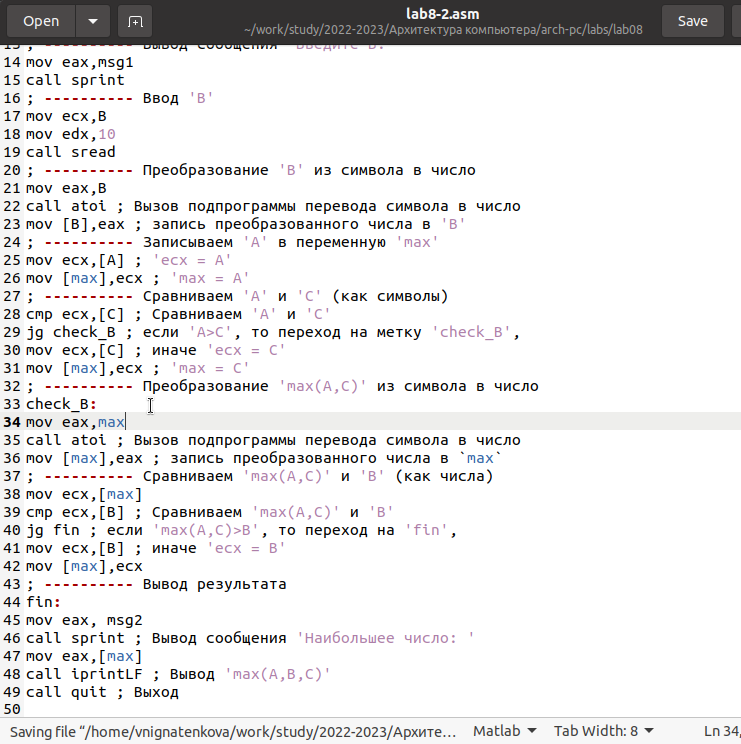 Open
lab8-2.asm
~/work/study/2022-2023/Архитектура компьютера/arch-pc/labs/lab08
Save
13 ; ---------- Вывод сообщения 'Введите B: '
14 mov eax,msg1
15 call sprint
16 ; ---------- Ввод 'B'
17 mov ecx,B
18 mov edx,10
19 call sread
20 ; ---------- Преобразование 'B' из символа в число
21 mov eax,B
22 call atoi ; Вызов подпрограммы перевода символа в число
23 mov [B],eax ; запись преобразованного числа в 'B'
24 ; ---------- Записываем 'A' в переменную 'max'
25 mov ecx,[A] ; 'ecx = A'
26 mov [max],ecx ; 'max = A'
27 ; ---------- Сравниваем 'A' и 'С' (как символы)
28 cmp ecx,[C] ; Сравниваем 'A' и 'С'
29 jg check_B ; если 'A>C', то переход на метку 'check_B',
30 mov ecx,[C] ; иначе 'ecx = C'
31 mov [max],ecx ; 'max = C'
32 ; ---------- Преобразование 'max(A,C)' из символа в число
33 check_B:
34 mov eax,max
35 call atoi ; Вызов подпрограммы перевода символа в число
36 mov [max],eax ; запись преобразованного числа в `max`
37 ; ---------- Сравниваем 'max(A,C)' и 'B' (как числа)
38 mov ecx,[max]
39 cmp ecx,[B] ; Сравниваем 'max(A,C)' и 'B'
40 jg fin ; если 'max(A,C)>B', то переход на 'fin',
41 mov ecx,[B] ; иначе 'ecx = B'
42 mov [max],ecx
43 ; ---------- Вывод результата
44 fin:
45 mov eax, msg2
46 call sprint ; Вывод сообщения 'Наибольшее число: '
47 mov eax,[max]
48 call iprintLF ; Вывод 'max(A,B,C)'
49 call quit ; Выход
50
Saving file “/home/vnignatenkova/work/study/2022-2023/Архите…
Matlab
Tab Width: 8
Ln 34,